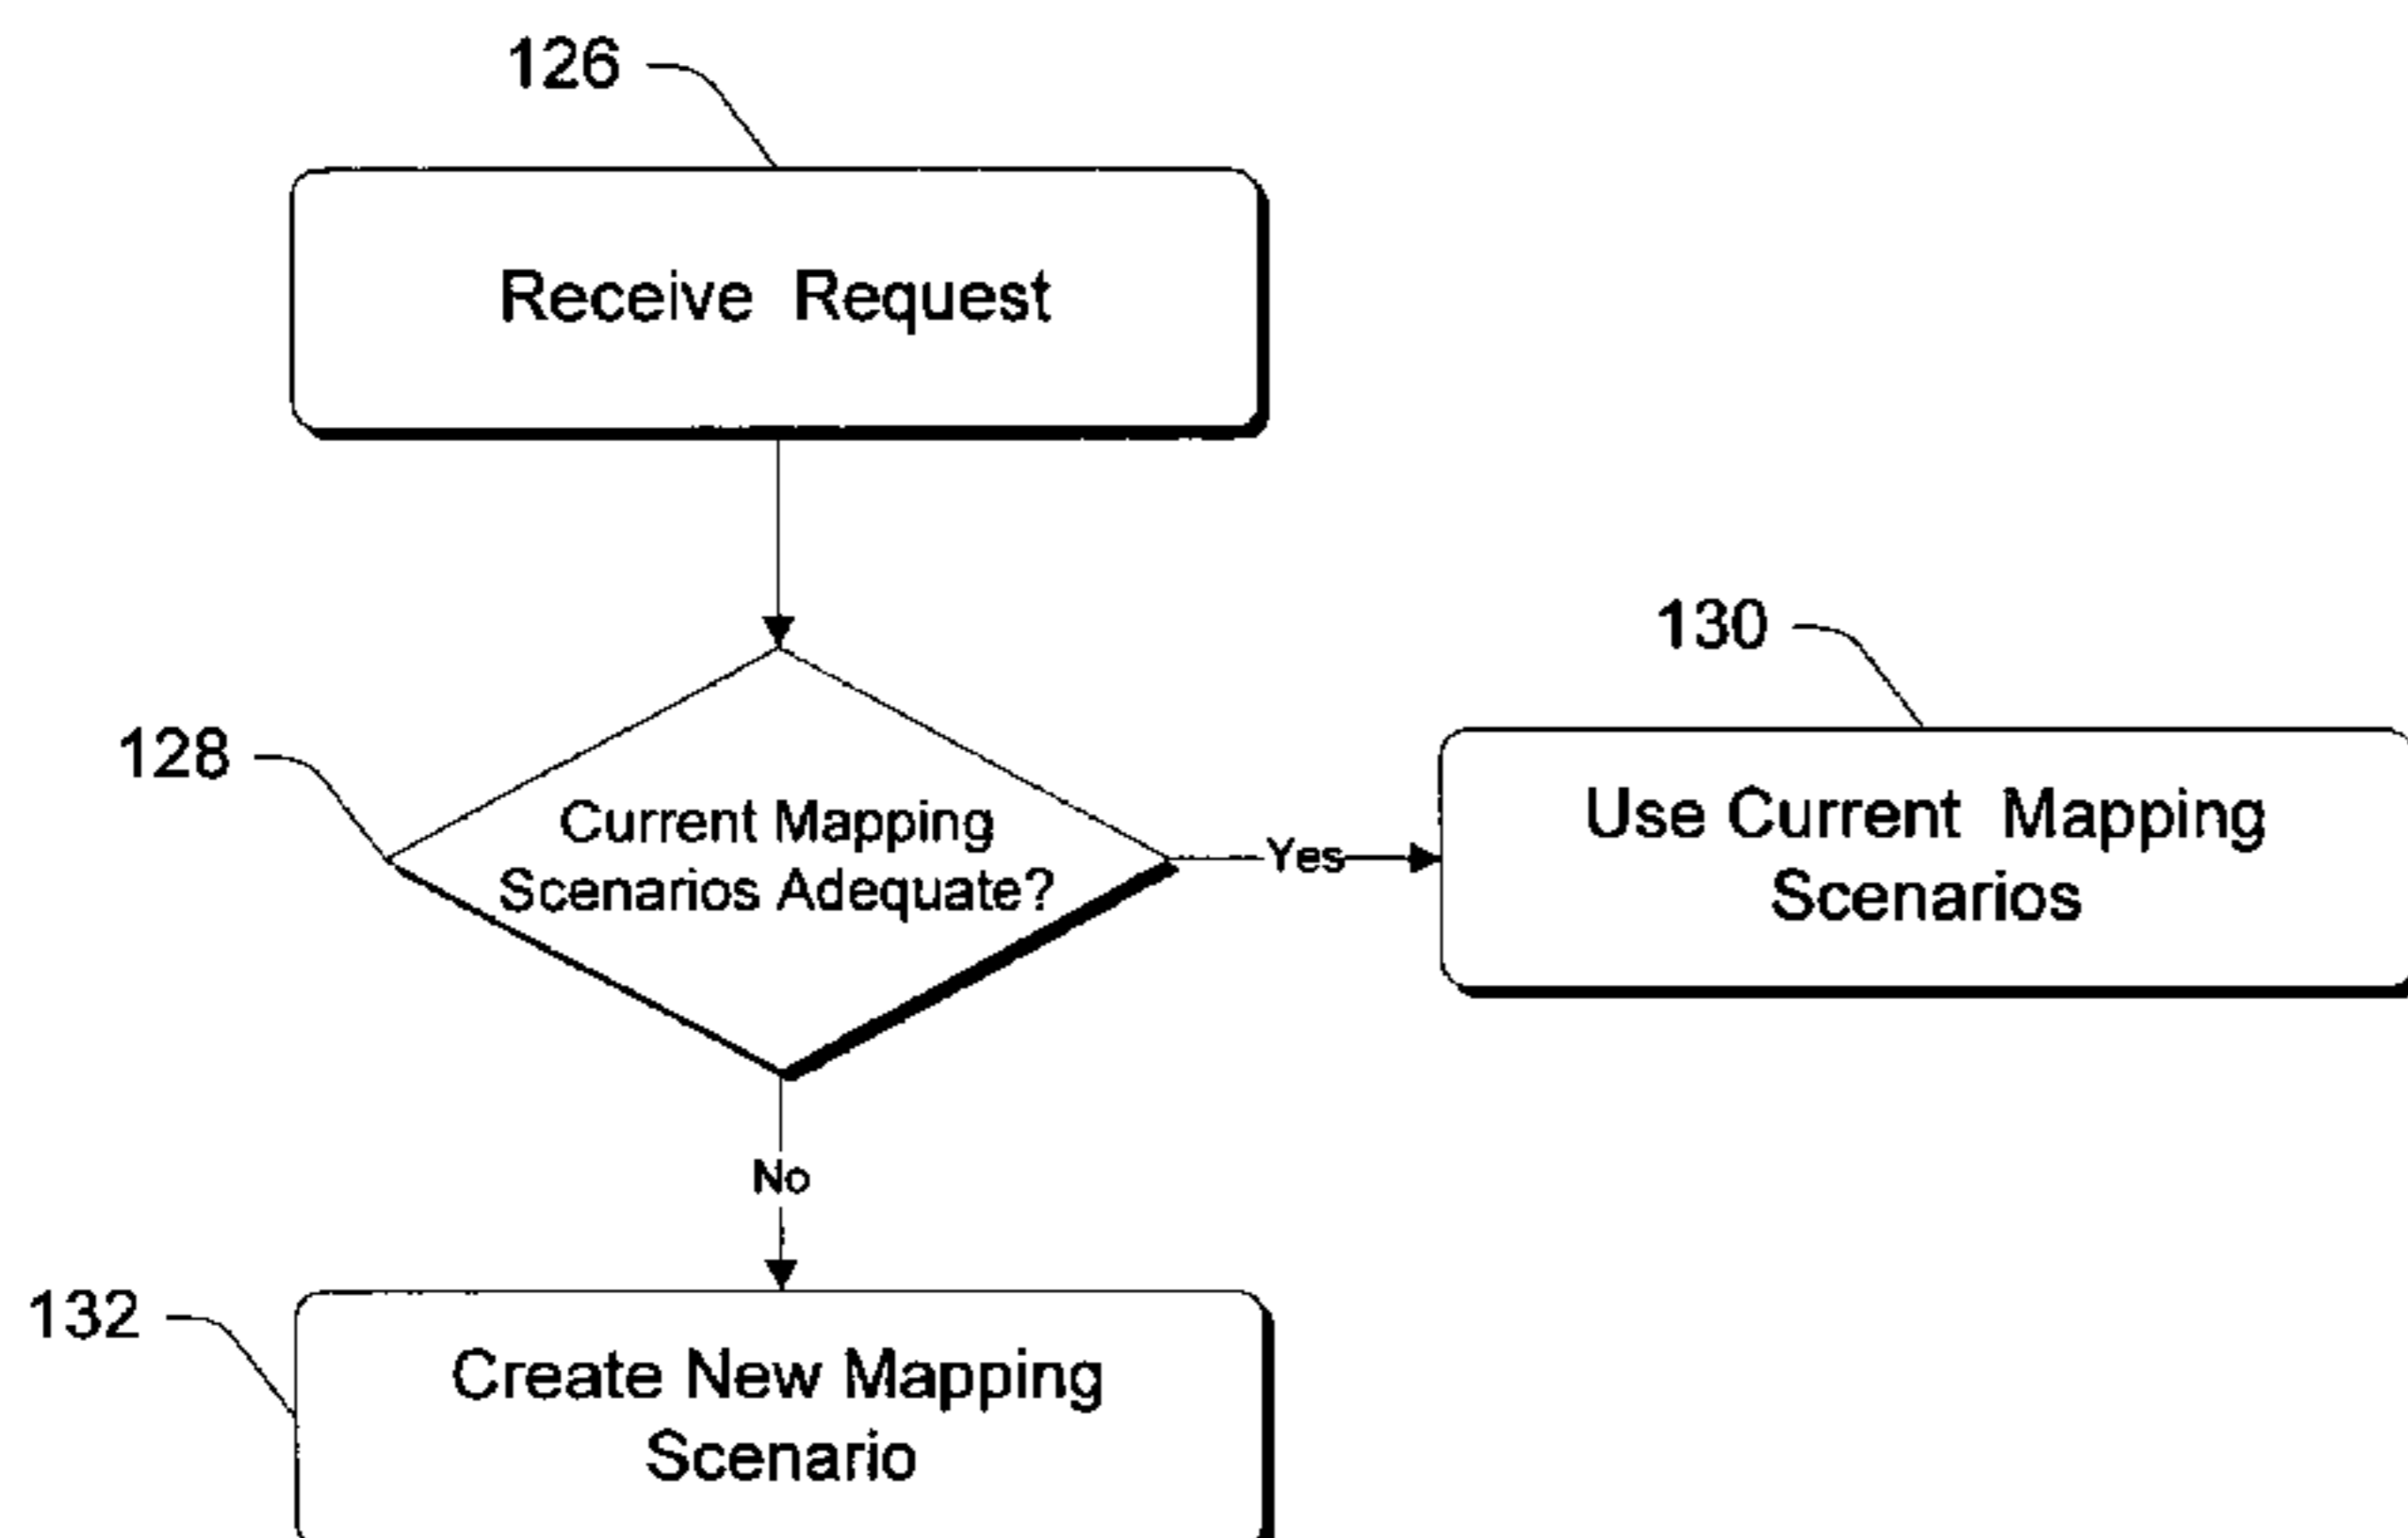 126
Receive Request
130
128
Current Mapping
Scenarios Adequate?
Yes
Use Current Mapping
Scenarios
No
132
Create New Mapping
Scenario